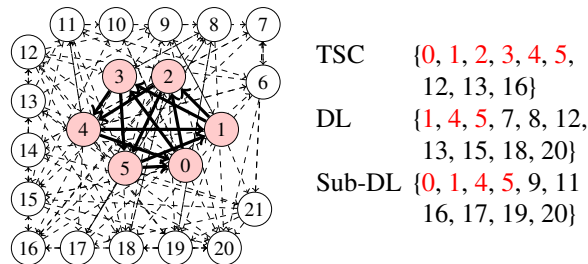 11 10 9 8 7
12 3 2 6
13 4 1
14 5 0
15 21
16 17 18 19 20
TSC {0, 1, 2, 3, 4, 5,
12, 13, 16}
DL {1, 4, 5, 7, 8, 12,
13, 15, 18, 20}
Sub-DL {0, 1, 4, 5, 9, 11
16, 17, 19, 20}